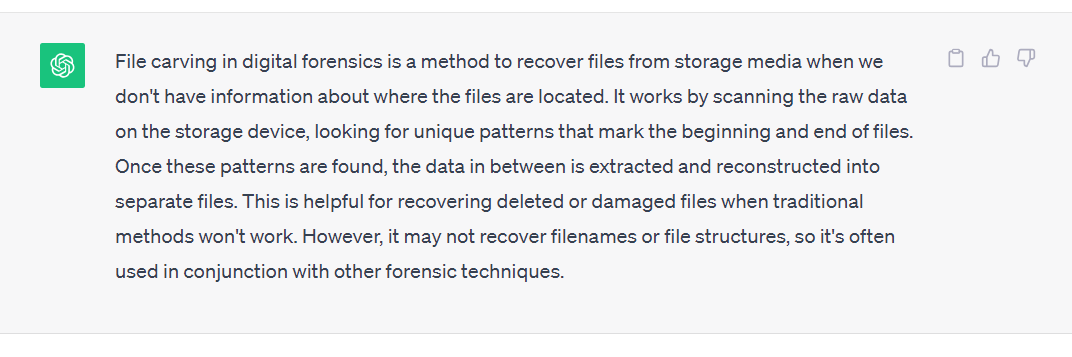 File carving in digital forensics is a method to recover files from storage media when we
don't have information about where the files are located. It works by scanning the raw data
on the storage device, looking for unique patterns that mark the beginning and end of files.
Once these patterns are found, the data in between is extracted and reconstructed into
separate files. This is helpful for recovering deleted or damaged files when traditional
methods won't work. However, it may not recover filenames or file structures, so it's often
used in conjunction with other forensic techniques.